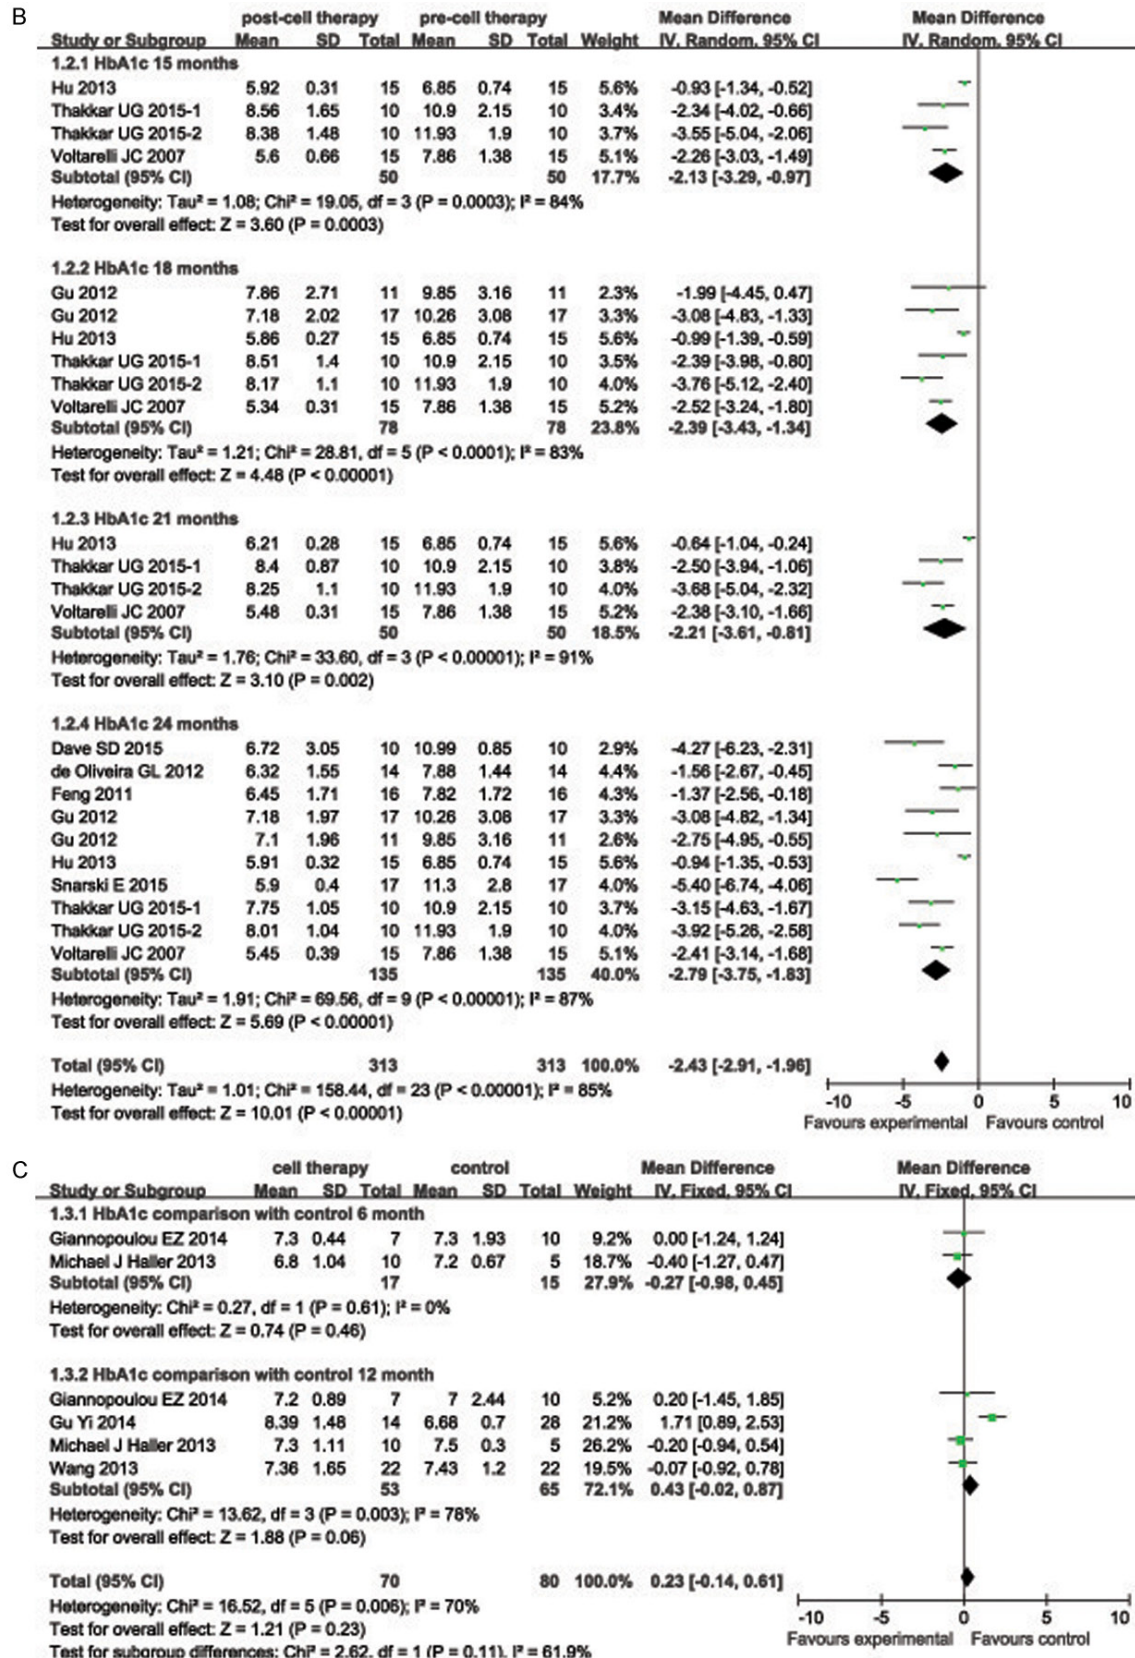 B
post-cell therapy pre-cell therapy Mean Difference Mean Difference
Study or Subgroup Mean SD Total Mean SD Total Weight IV, Random, 95% CI IV, Random, 95% CI
1.2.1 HbA1c 15 months
Hu 2013 5.92 0.31 15 6.85 0.74 15 5.6% -0.93 [-1.34, -0.52]
Thakkar UG 2015-1 8.56 1.65 10 10.9 2.15 10 3.4% -2.34 [-4.02, -0.66]
Thakkar UG 2015-2 8.38 1.48 10 11.93 1.9 10 3.7% -3.55 [-5.04, -2.06]
Voltarelli JC 2007 5.6 0.66 15 7.86 1.38 15 5.1% -2.26 [-3.03, -1.49]
Subtotal (95% CI) 50 50 17.7% -2.13 [-3.29, -0.97]
Heterogeneity: Tau² = 1.08; Chi² = 19.05, df = 3 (P = 0.0003); I² = 84%
Test for overall effect: Z = 3.60 (P = 0.0003)
1.2.2 HbA1c 18 months
Gu 2012 7.86 2.71 11 9.85 3.16 11 2.3% -1.99 [-4.45, 0.47]
Gu 2012 7.18 2.02 17 10.26 3.08 17 3.3% -3.08 [-4.83, -1.33]
Hu 2013 5.86 0.27 15 6.85 0.74 15 5.6% -0.99 [-1.39, -0.59]
Thakkar UG 2015-1 8.51 1.4 10 10.9 2.15 10 3.5% -2.39 [-3.98, -0.80]
Thakkar UG 2015-2 8.17 1.1 10 11.93 1.9 10 4.0% -3.76 [-5.12, -2.40]
Voltarelli JC 2007 5.34 0.31 15 7.86 1.38 15 5.2% -2.52 [-3.24, -1.80]
Subtotal (95% CI) 78 78 23.8% -2.39 [-3.43, -1.34]
Heterogeneity: Tau² = 1.21; Chi² = 28.81, df = 5 (P < 0.0001); I² = 83%
Test for overall effect: Z = 4.48 (P < 0.00001)
1.2.3 HbA1c 21 months
Hu 2013 6.21 0.28 15 6.85 0.74 15 5.6% -0.64 [-1.04, -0.24]
Thakkar UG 2015-1 8.4 0.87 10 10.9 2.15 10 3.8% -2.50 [-3.94, -1.06]
Thakkar UG 2015-2 8.25 1.1 10 11.93 1.9 10 4.0% -3.68 [-5.04, -2.32]
Voltarelli JC 2007 5.48 0.31 15 7.86 1.38 15 5.2% -2.38 [-3.10, -1.66]
Subtotal (95% CI) 50 50 18.5% -2.21 [-3.61, -0.81]
Heterogeneity: Tau² = 1.76; Chi² = 33.60, df = 3 (P < 0.00001); I² = 91%
Test for overall effect: Z = 3.10 (P = 0.002)
1.2.4 HbA1c 24 months
Dave SD 2015 6.72 3.05 10 10.99 0.85 10 2.9% -4.27 [-6.23, -2.31]
de Oliveira GL 2012 6.32 1.55 14 7.88 1.44 14 4.4% -1.56 [-2.67, -0.45]
Feng 2011 6.45 1.71 16 7.82 1.72 16 4.3% -1.37 [-2.56, -0.18]
Gu 2012 7.18 1.97 17 10.26 3.08 17 3.3% -3.08 [-4.82, -1.34]
Gu 2012 7.1 1.96 11 9.85 3.16 11 2.6% -2.75 [-4.95, -0.55]
Hu 2013 5.91 0.32 15 6.85 0.74 15 5.6% -0.94 [-1.35, -0.53]
Snarski E 2015 5.9 0.4 17 11.3 2.8 17 4.0% -5.40 [-6.74, -4.06]
Thakkar UG 2015-1 7.75 1.05 10 10.9 2.15 10 3.7% -3.15 [-4.63, -1.67]
Thakkar UG 2015-2 8.01 1.04 10 11.93 1.9 10 4.0% -3.92 [-5.26, -2.58]
Voltarelli JC 2007 5.45 0.39 15 7.86 1.38 15 5.1% -2.41 [-3.14, -1.68]
Subtotal (95% CI) 135 135 40.0% -2.79 [-3.75, -1.83]
Heterogeneity: Tau² = 1.91; Chi² = 69.56, df = 9 (P < 0.00001); I² = 87%
Test for overall effect: Z = 5.69 (P < 0.00001)
Total (95% CI) 313 313 100.0% -2.43 [-2.91, -1.96]
Heterogeneity: Tau² = 1.01; Chi² = 158.44, df = 23 (P < 0.00001); I² = 85%
Test for overall effect: Z = 10.01 (P < 0.00001)
-10 -5 0 5 10
Favours experimental Favours control
C
cell therapy control Mean Difference Mean Difference
Study or Subgroup Mean SD Total Mean SD Total Weight IV, Fixed, 95% CI IV, Fixed, 95% CI
1.3.1 HbA1c comparison with control 6 month
Giannopoulou EZ 2014 7.3 0.44 7 7.3 1.93 10 9.2% 0.00 [-1.24, 1.24]
Michael J Haller 2013 6.8 1.04 10 7.2 0.67 5 18.7% -0.40 [-1.27, 0.47]
Subtotal (95% CI) 17 15 27.9% -0.27 [-0.98, 0.45]
Heterogeneity: Chi² = 0.27, df = 1 (P = 0.61); I² = 0%
Test for overall effect: Z = 0.74 (P = 0.46)
1.3.2 HbA1c comparison with control 12 month
Giannopoulou EZ 2014 7.2 0.89 7 7 2.44 10 5.2% 0.20 [-1.45, 1.85]
Gu Yi 2014 8.39 1.48 14 6.68 0.7 28 21.2% 1.71 [0.89, 2.53]
Michael J Haller 2013 7.3 1.11 10 7.5 0.3 5 26.2% -0.20 [-0.94, 0.54]
Wang 2013 7.36 1.65 22 7.43 1.2 22 19.5% -0.07 [-0.92, 0.78]
Subtotal (95% CI) 53 65 72.1% 0.43 [-0.02, 0.87]
Heterogeneity: Chi² = 13.62, df = 3 (P = 0.003); I² = 78%
Test for overall effect: Z = 1.88 (P = 0.06)
Total (95% CI) 70 80 100.0% 0.23 [-0.14, 0.61]
Heterogeneity: Chi² = 16.52, df = 5 (P = 0.006); I² = 70%
Test for overall effect: Z = 1.21 (P = 0.23)
Test for subgroup differences: Chi² = 2.62, df = 1 (P = 0.11), I² = 61.9%
-10 -5 0 5 10
Favours experimental Favours control